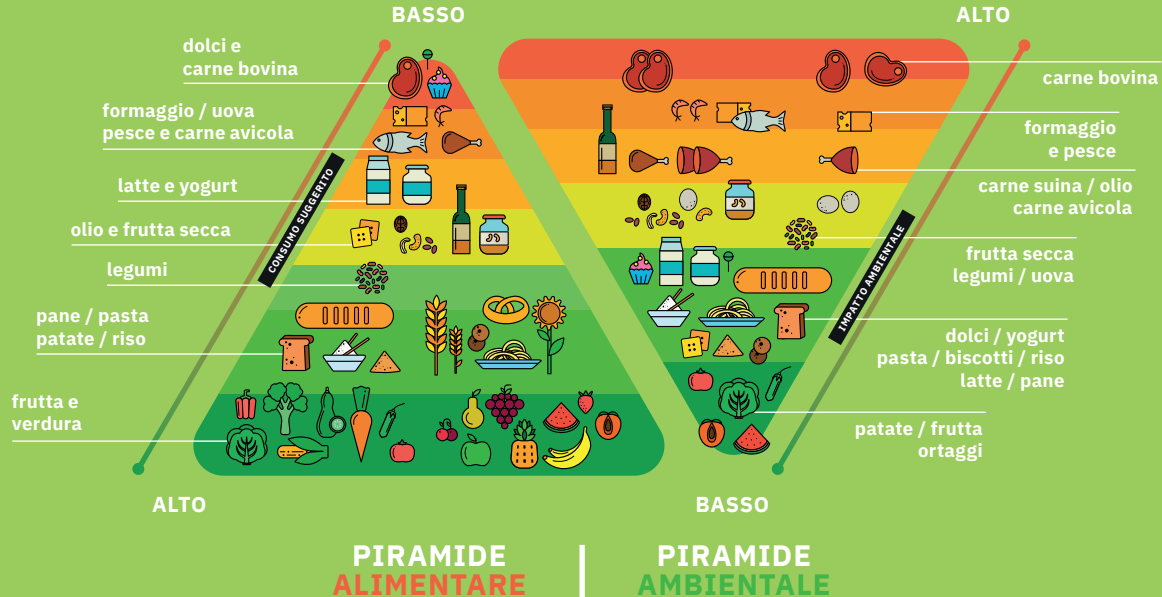 BASSO
ALTO
dolci e
carne bovina
formaggio / uova
pesce e carne avicola
latte e yogurt
olio e frutta secca
legumi
pane / pasta
patate / riso
frutta e
verdura
CONSUMO SUGGERITO
ALTO
carne bovina
formaggio
e pesce
carne suina / olio
carne avicola
frutta secca
legumi / uova
dolci / yogurt
pasta / biscotti / riso
latte / pane
patate / frutta
ortaggi
IMPATTO AMBIENTALE
BASSO
PIRAMIDE
ALIMENTARE
PIRAMIDE
AMBIENTALE